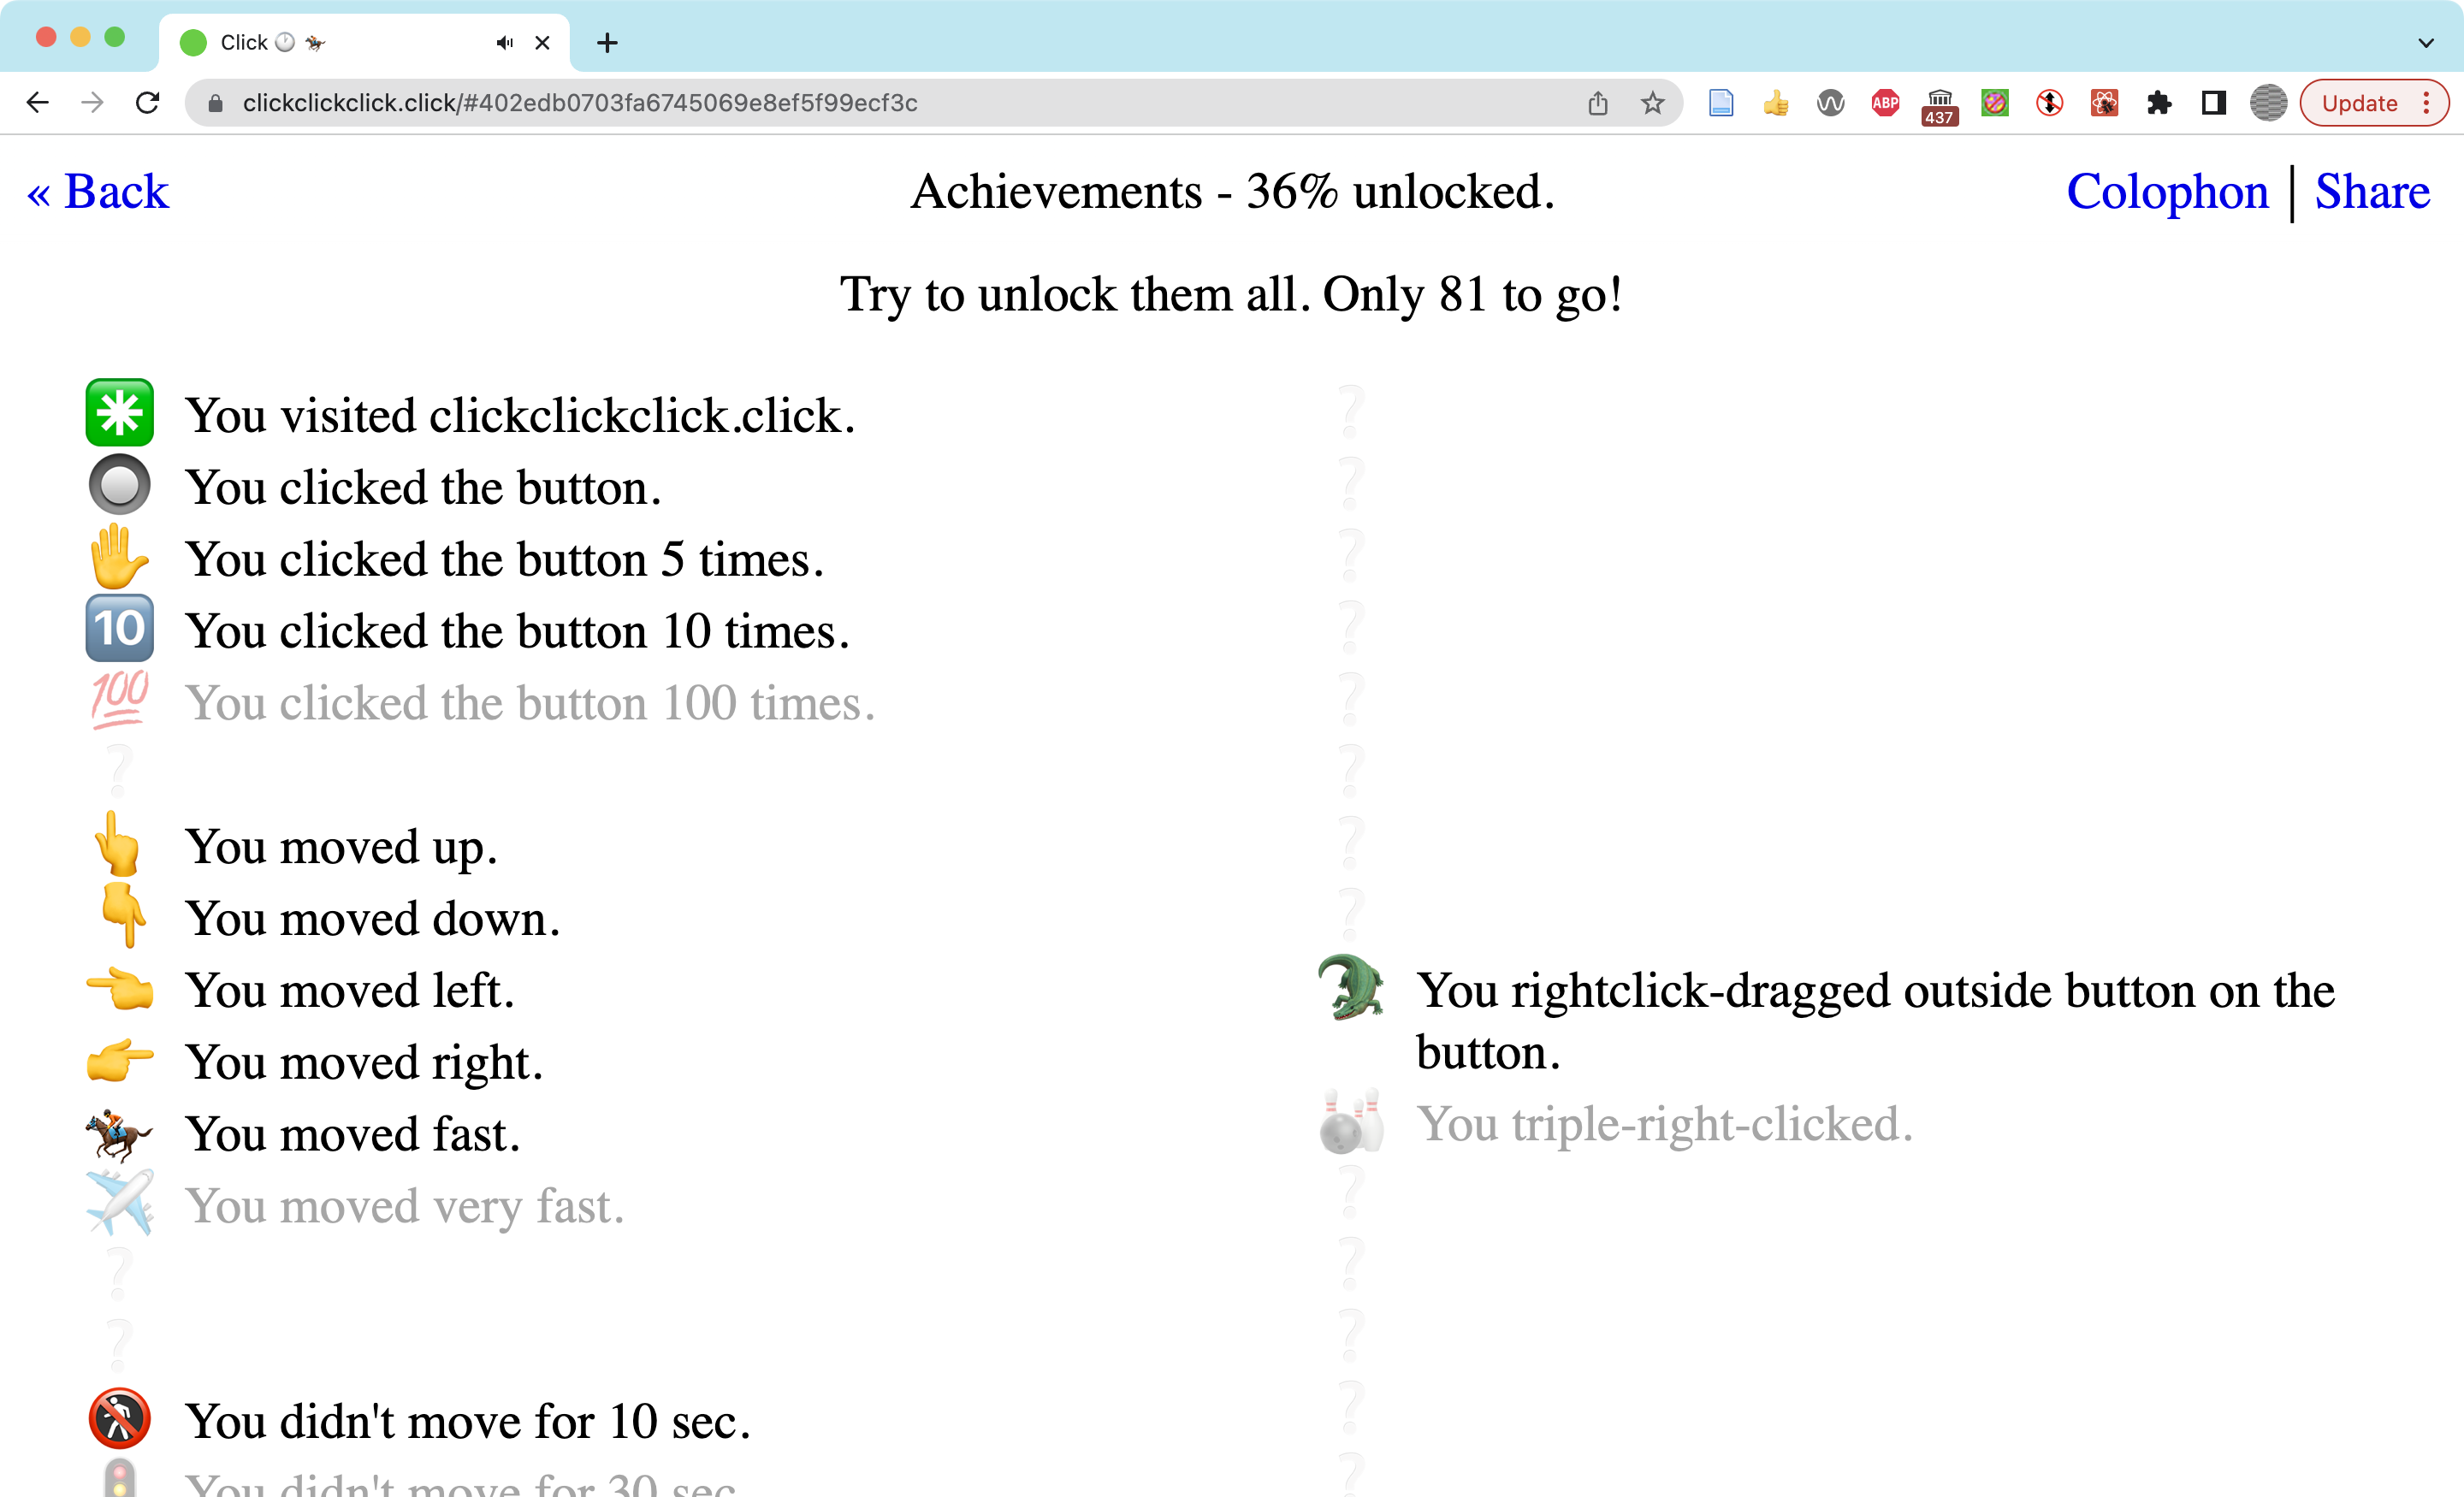 Click 🕐 🏇
clickclickclick.click/#402edb0703fa6745069e8ef5f99ecf3c
ABP
437
Update
« Back
Achievements - 36% unlocked.
Colophon | Share
Try to unlock them all. Only 81 to go!
You visited clickclickclick.click.
You clicked the button.
You clicked the button 5 times.
10 You clicked the button 10 times.
100 You clicked the button 100 times.
?
You moved up.
You moved down.
You moved left.
You moved right.
You moved fast.
You moved very fast.
?
?
You didn't move for 10 sec.
You didn't move for 30 sec
?
?
?
?
?
?
?
?
You rightclick-dragged outside button on the
button.
You triple-right-clicked.
?
?
?
?
?